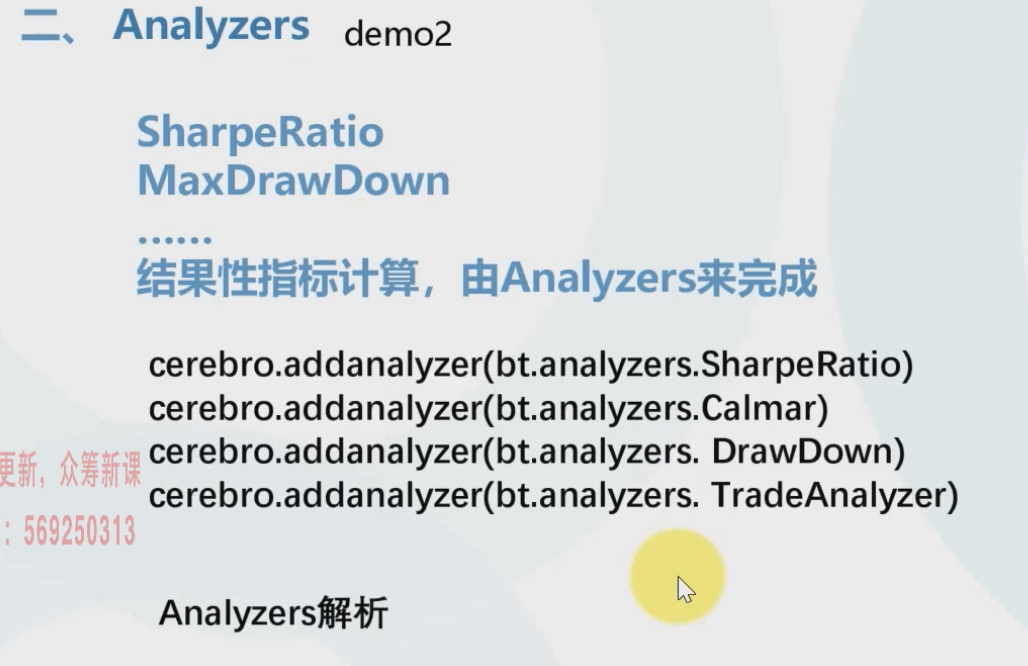 二、 Analyzers demo2
SharpeRatio
MaxDrawDown
……
结果性指标计算，由Analyzers来完成
cerebro.addanalyzer(bt.analyzers.SharpeRatio)
cerebro.addanalyzer(bt.analyzers.Calmar)
cerebro.addanalyzer(bt.analyzers. DrawDown)
更新，众筹新课
cerebro.addanalyzer(bt.analyzers. TradeAnalyzer)
：569250313
Analyzers解析